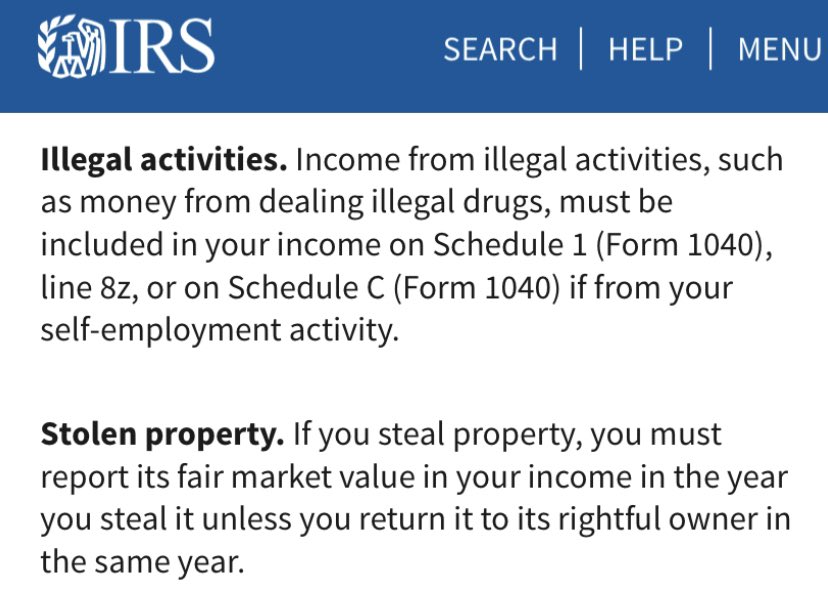 IRS SEARCH | HELP | MENU
Illegal activities. Income from illegal activities, such
as money from dealing illegal drugs, must be
included in your income on Schedule 1 (Form 1040),
line 8z, or on Schedule C (Form 1040) if from your
self-employment activity.
Stolen property. If you steal property, you must
report its fair market value in your income in the year
you steal it unless you return it to its rightful owner in
the same year.